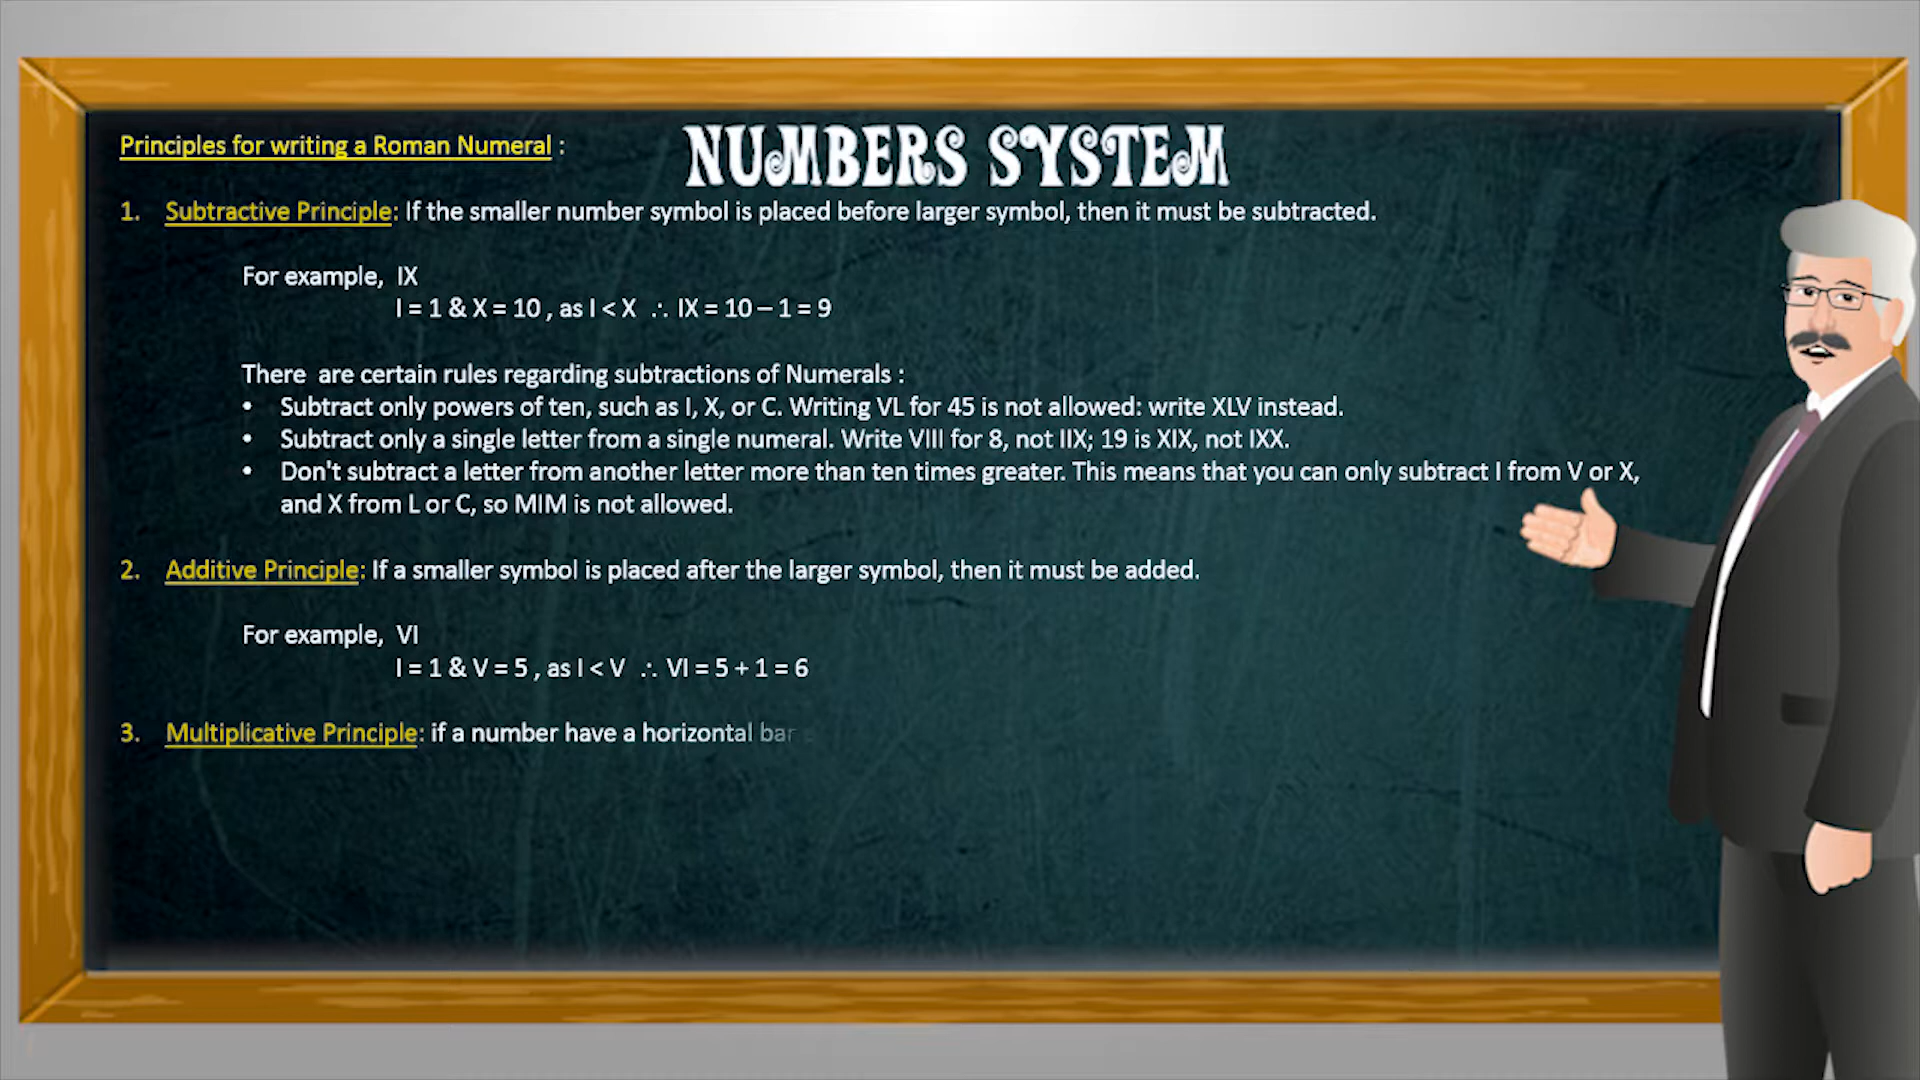 NUMBERS SYSTEM
Principles for writing a Roman Numeral :
1. Subtractive Principle: If the smaller number symbol is placed before larger symbol, then it must be subtracted.
For example, IX
I = 1 & X = 10 , as I < X ∴ IX = 10 – 1 = 9
There are certain rules regarding subtractions of Numerals :
• Subtract only powers of ten, such as I, X, or C. Writing VL for 45 is not allowed: write XLV instead.
• Subtract only a single letter from a single numeral. Write VIII for 8, not IIX; 19 is XIX, not IXX.
• Don't subtract a letter from another letter more than ten times greater. This means that you can only subtract I from V or X,
and X from L or C, so MIM is not allowed.
2. Additive Principle: If a smaller symbol is placed after the larger symbol, then it must be added.
For example, VI
I = 1 & V = 5 , as I < V ∴ VI = 5 + 1 = 6
3. Multiplicative Principle: if a number have a horizontal bar